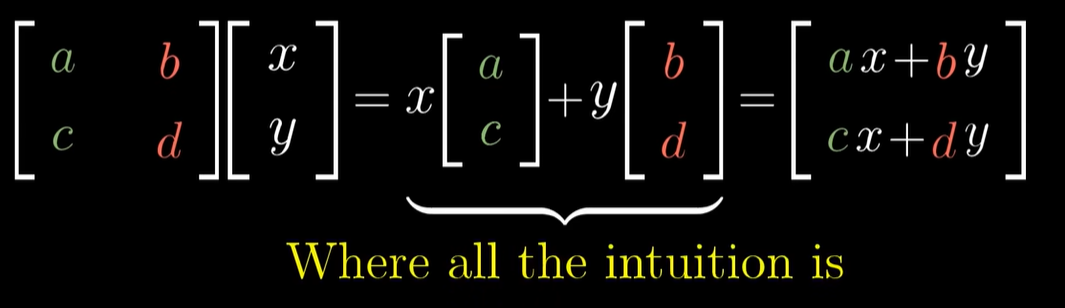 [a b; c d] [x; y] = x [a; c] + y [b; d] = [ax+by; cx+dy]
Where all the intuition is